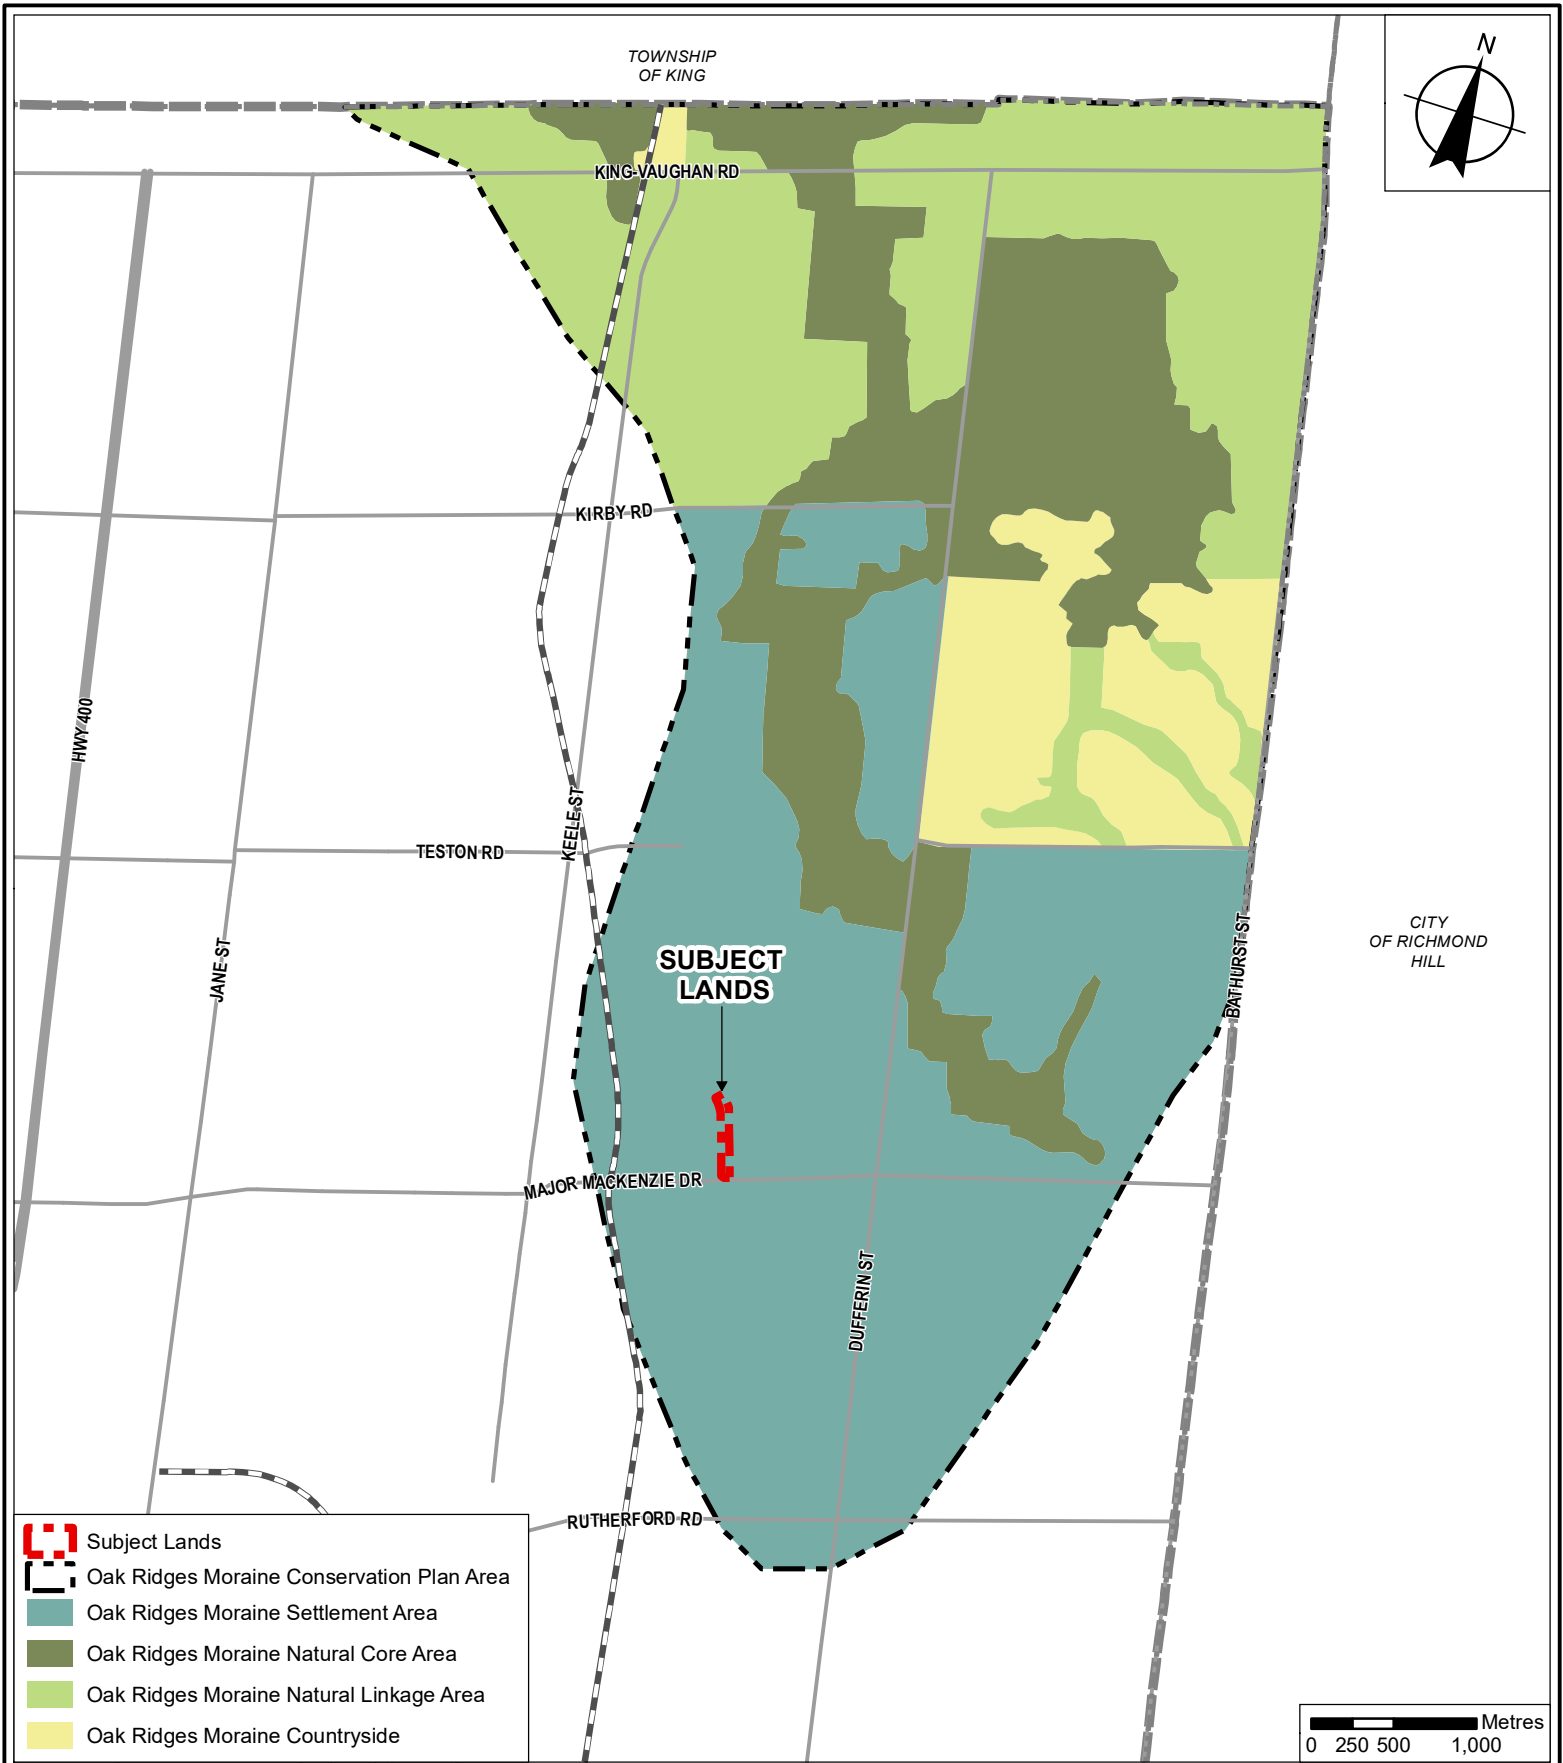 TOWNSHIP
OF KING
N
KING-VAUGHAN RD
KIRBY RD
HWY 400
KEELE ST
TESTON RD
JANE ST
CITY
OF RICHMOND
HILL
BATHURST ST
SUBJECT
LANDS
MAJOR MACKENZIE DR
DUFFERIN ST
RUTHERFORD RD
Subject Lands
Oak Ridges Moraine Conservation Plan Area
Oak Ridges Moraine Settlement Area
Oak Ridges Moraine Natural Core Area
Oak Ridges Moraine Natural Linkage Area
Oak Ridges Moraine Countryside
Metres
0 250 500 1,000